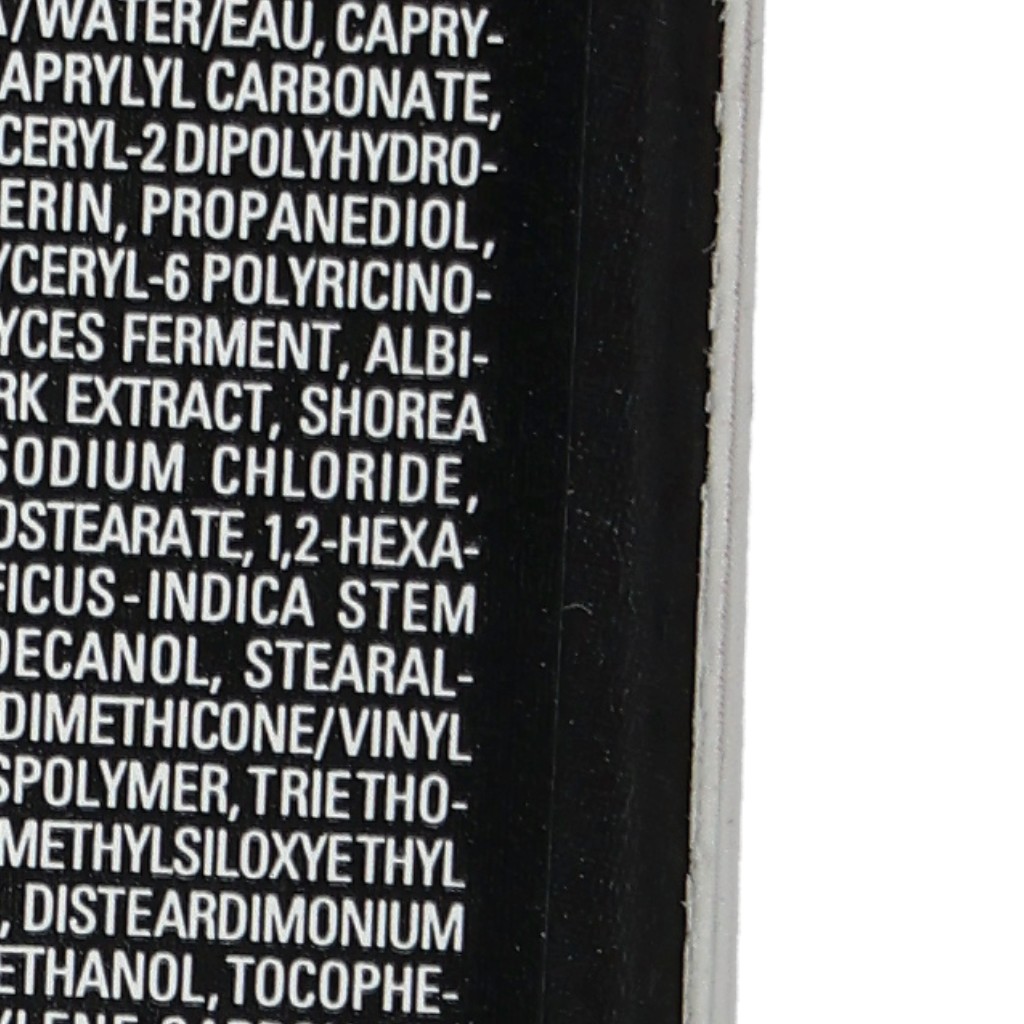 /WATER/EAU, CAPRY-
APRYLYL CARBONATE,
CERYL-2 DIPOLYHYDRO-
ERIN, PROPANEDIOL,
YCERYL-6 POLYRICINO-
YCES FERMENT, ALBI-
RK EXTRACT, SHOREA
SODIUM CHLORIDE,
OSTEARATE, 1,2-HEXA-
FICUS-INDICA STEM
DECANOL, STEARAL-
DIMETHICONE/VINYL
SPOLYMER, TRIETHO-
METHYLSILOXYETHYL
, DISTEARDIMONIUM
ETHANOL, TOCOPHE-